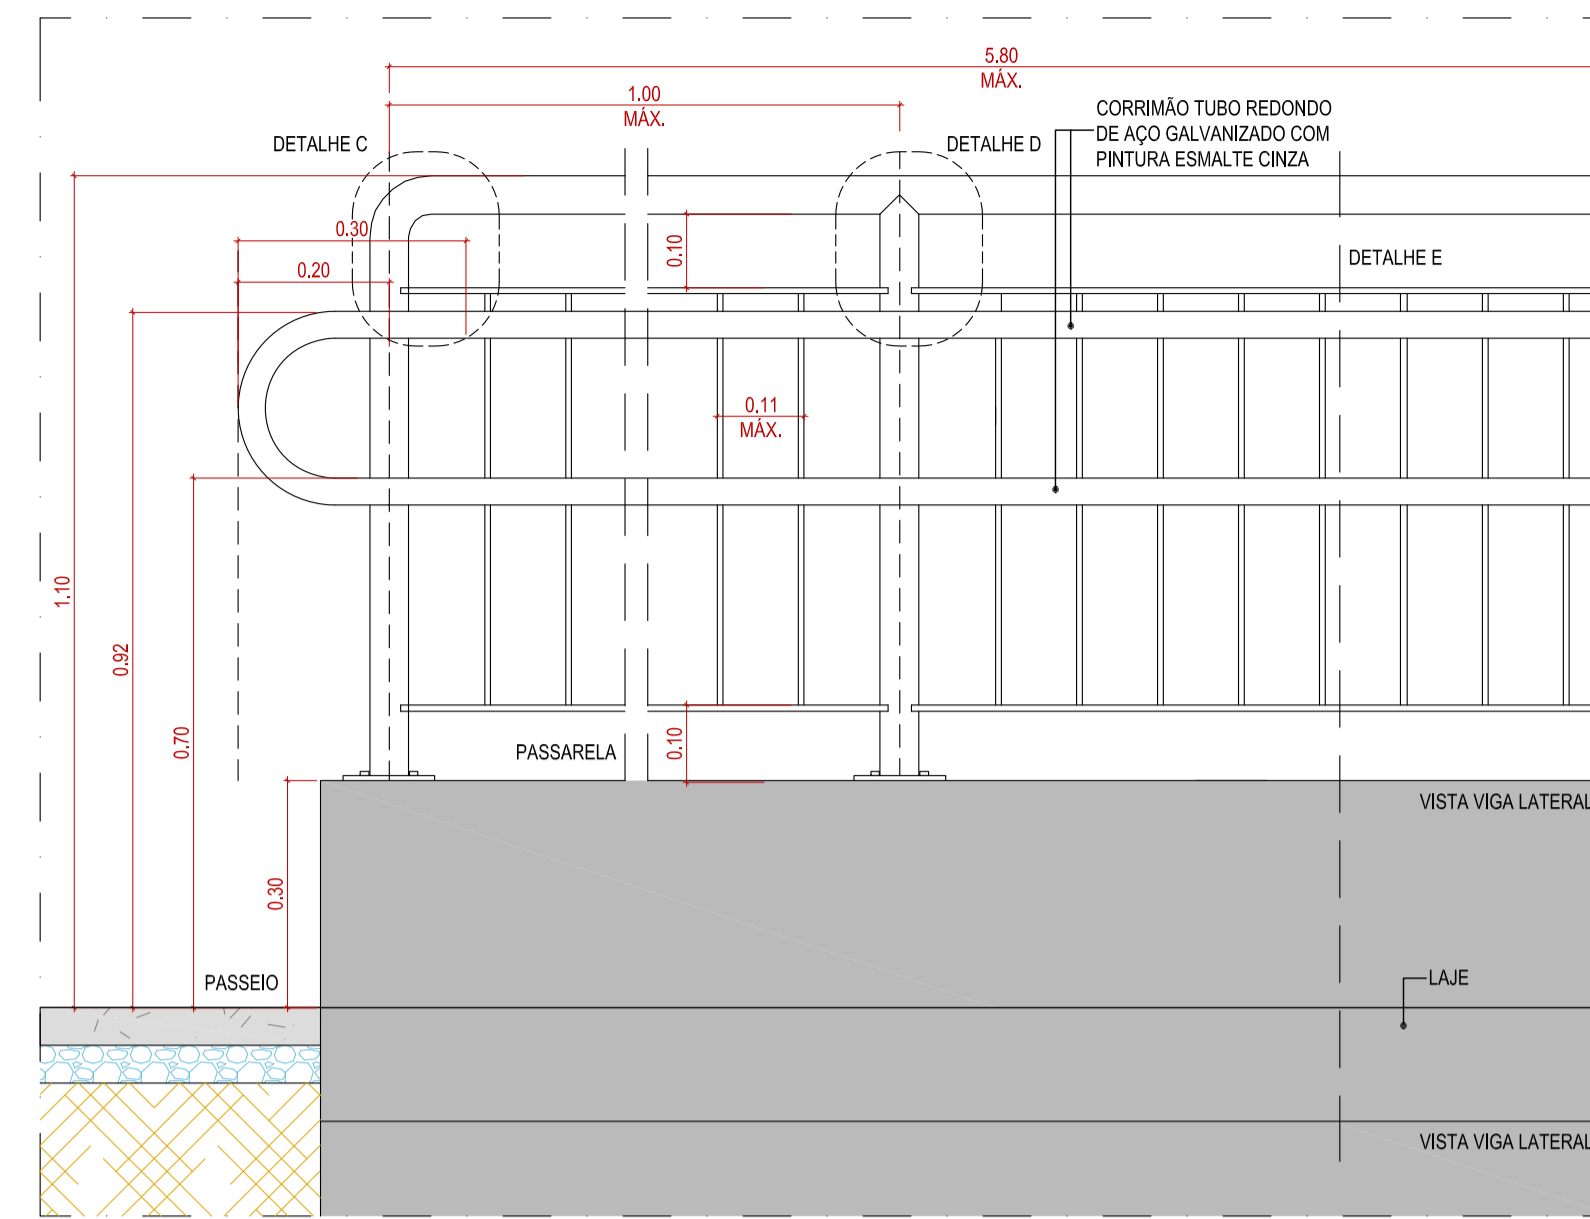 5.80
MÁX.
1.00
MÁX.
CORRIMÃO TUBO REDONDO
DE AÇO GALVANIZADO COM
PINTURA ESMALTE CINZA
DETALHE C
DETALHE D
0.30
0.10
DETALHE E
0.20
0.11
MÁX.
1.10
0.92
0.70
0.10
PASSARELA
VISTA VIGA LATERAL
0.30
PASSEIO
LAJE
VISTA VIGA LATERAL